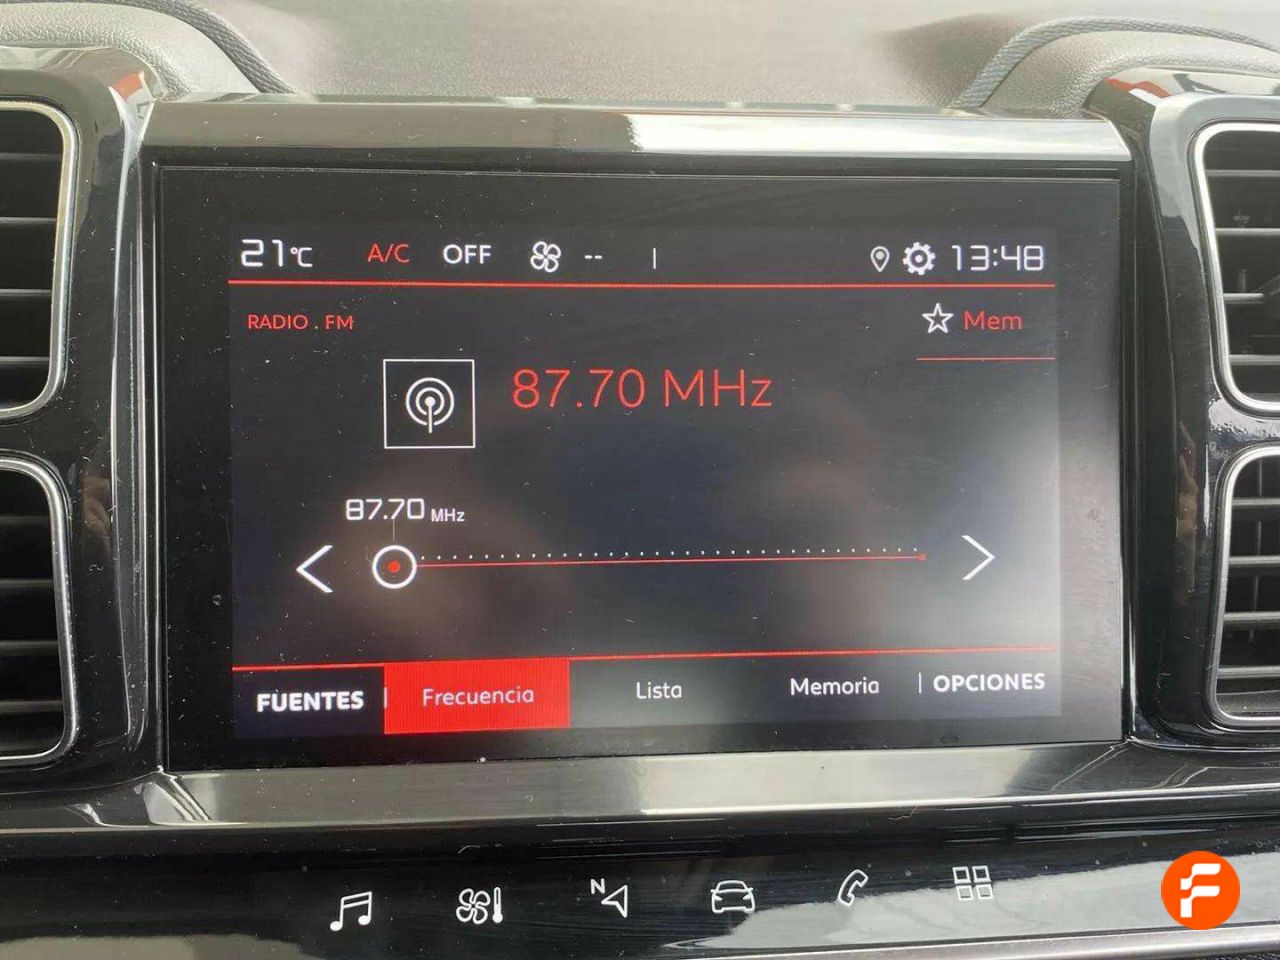 21°C A/C OFF -- 13:48
RADIO . FM
Mem
87.70 MHz
87.70 MHz
FUENTES Frecuencia Lista Memoria OPCIONES
N